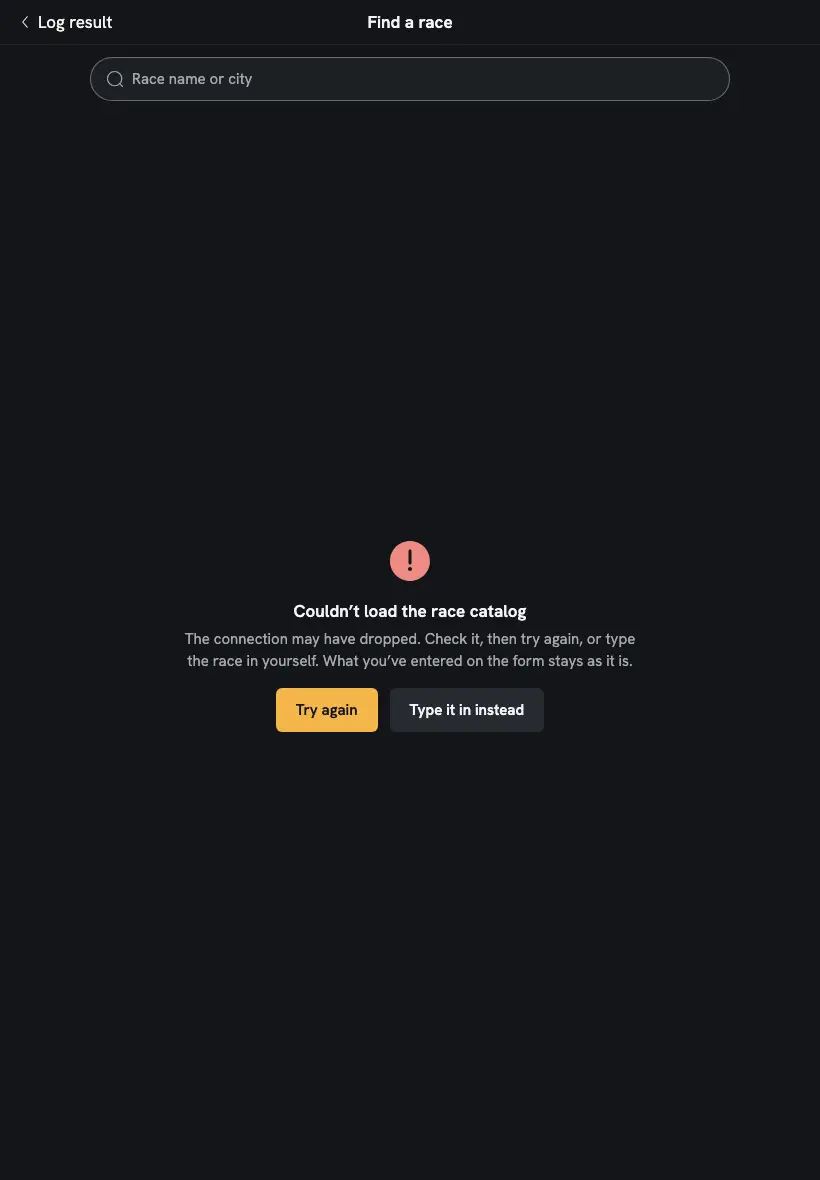 Log result
Find a race
Race name or city
Couldn’t load the race catalog
The connection may have dropped. Check it, then try again, or type
the race in yourself. What you’ve entered on the form stays as it is.
Try again
Type it in instead